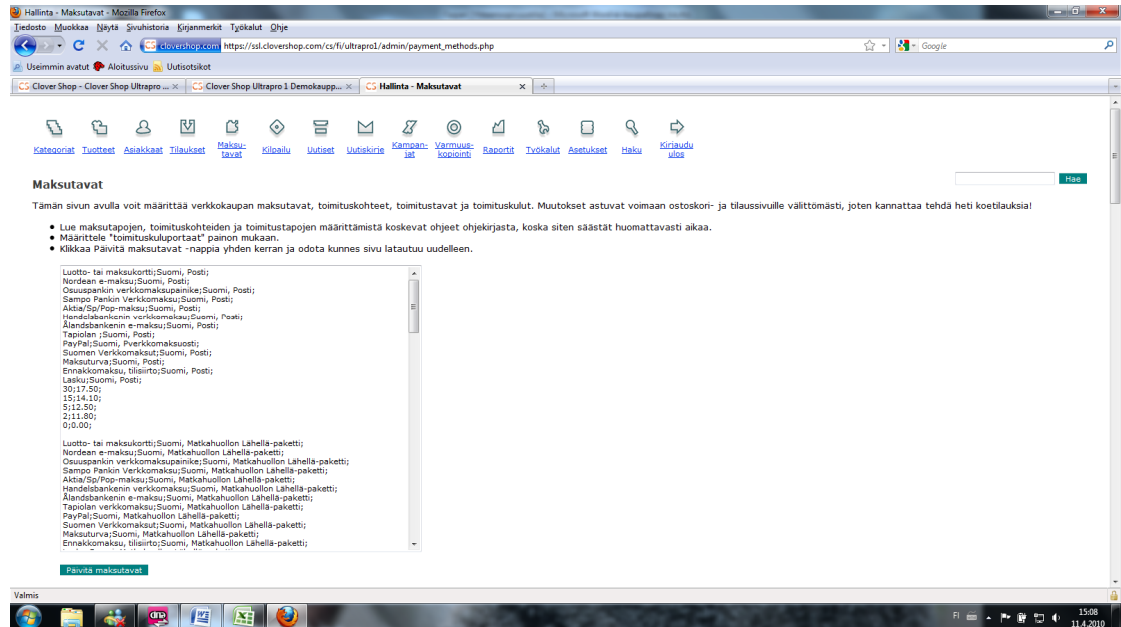 Hallinta - Maksutavat - Mozilla Firefox
Tiedosto Muokkaa Näytä Sivuhistoria Kirjanmerkit Työkalut Ohje
clovershop.com https://ssl.clovershop.com/cs/fi/ultrapro1/admin/payment_methods.php Google
Useimmin avatut Aloitussivu Uutisotsikot
CS Clover Shop - Clover Shop Ultrapro ... CS Clover Shop Ultrapro 1 Demokaupp... CS Hallinta - Maksutavat
Kategoriat Tuotteet Asiakkaat Tilaukset Maksu-tavat Kilpailu Uutiset Uutiskirje Kampan-jat Varmuus-kopiointi Raportit Työkalut Asetukset Haku Kirjaudu ulos
Hae
Maksutavat
Tämän sivun avulla voit määrittää verkkokaupan maksutavat, toimituskohteet, toimitustavat ja toimituskulut. Muutokset astuvat voimaan ostoskori- ja tilaussivuille välittömästi, joten kannattaa tehdä heti koetilauksia!
• Lue maksutapojen, toimituskohteiden ja toimitustapojen määrittämistä koskevat ohjeet ohjekirjasta, koska siten säästät huomattavasti aikaa.
• Määrittele "toimituskuluportaat" painon mukaan.
• Klikkaa Päivitä maksutavat -nappia yhden kerran ja odota kunnes sivu latautuu uudelleen.
Luotto- tai maksukortti;Suomi, Posti;
Nordean e-maksu;Suomi, Posti;
Osuuspankin verkkomaksupainike;Suomi, Posti;
Sampo Pankin Verkkomaksu;Suomi, Posti;
Aktia/Sp/Pop-maksu;Suomi, Posti;
Handelsbankenin verkkomaksu;Suomi, Posti;
Ålandsbankenin e-maksu;Suomi, Posti;
Tapiolan ;Suomi, Posti;
PayPal;Suomi, Pverkkomaksuosti;
Suomen Verkkomaksut;Suomi, Posti;
Maksuturva;Suomi, Posti;
Ennakkomaksu, tilisiirto;Suomi, Posti;
Lasku;Suomi, Posti;
30;17.50;
15;14.10;
5;12.50;
2;11.80;
0;0.00;
Luotto- tai maksukortti;Suomi, Matkahuollon Lähellä-paketti;
Nordean e-maksu;Suomi, Matkahuollon Lähellä-paketti;
Osuuspankin verkkomaksupainike;Suomi, Matkahuollon Lähellä-paketti;
Sampo Pankin Verkkomaksu;Suomi, Matkahuollon Lähellä-paketti;
Aktia/Sp/Pop-maksu;Suomi, Matkahuollon Lähellä-paketti;
Handelsbankenin e-maksu;Suomi, Matkahuollon Lähellä-paketti;
Ålandsbankenin e-maksu;Suomi, Matkahuollon Lähellä-paketti;
Tapiolan verkkomaksu;Suomi, Matkahuollon Lähellä-paketti;
PayPal;Suomi, Matkahuollon Lähellä-paketti;
Suomen Verkkomaksut;Suomi, Matkahuollon Lähellä-paketti;
Maksuturva;Suomi, Matkahuollon Lähellä-paketti;
Ennakkomaksu, tilisiirto;Suomi, Matkahuollon Lähellä-paketti;
Päivitä maksutavat
Valmis
FI 15:08
11.4.2010